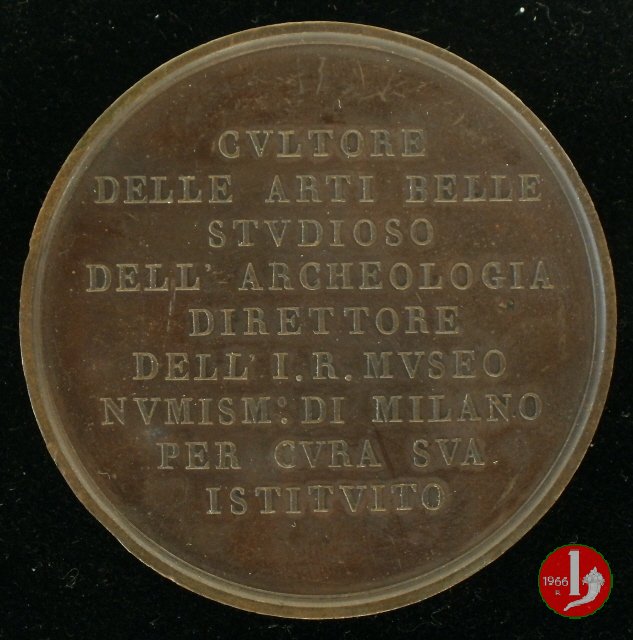 CVLTORE
DELLE ARTI BELLE
STVDIOSO
DELL' ARCHEOLOGIA
DIRETTORE
DELL' I. R. MVSEO
NVMISM: DI MILANO
PER CVRA SVA
ISTITVITO
1966
R.